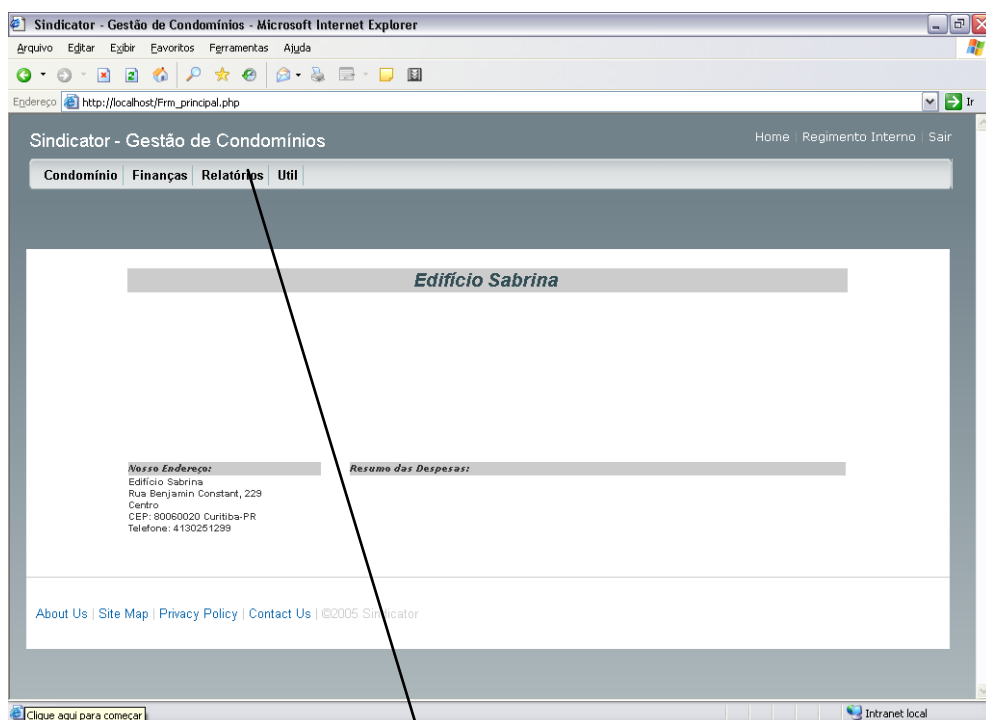 Sindicator - Gestão de Condomínios - Microsoft Internet Explorer
Arquivo Editar Exibir Favoritos Ferramentas Ajuda
Endereço http://localhost/Frm_principal.php Ir
Sindicator - Gestão de Condomínios
Home | Regimento Interno | Sair
Condomínio Finanças Relatórios Util
Edifício Sabrina
Nosso Endereço:
Edifício Sabrina
Rua Benjamin Constant, 229
Centro
CEP: 80060020 Curitiba-PR
Telefone: 4130251299
Resumo das Despesas:
About Us | Site Map | Privacy Policy | Contact Us | ©2005 Sindicator
Clique aqui para começar
Intranet local